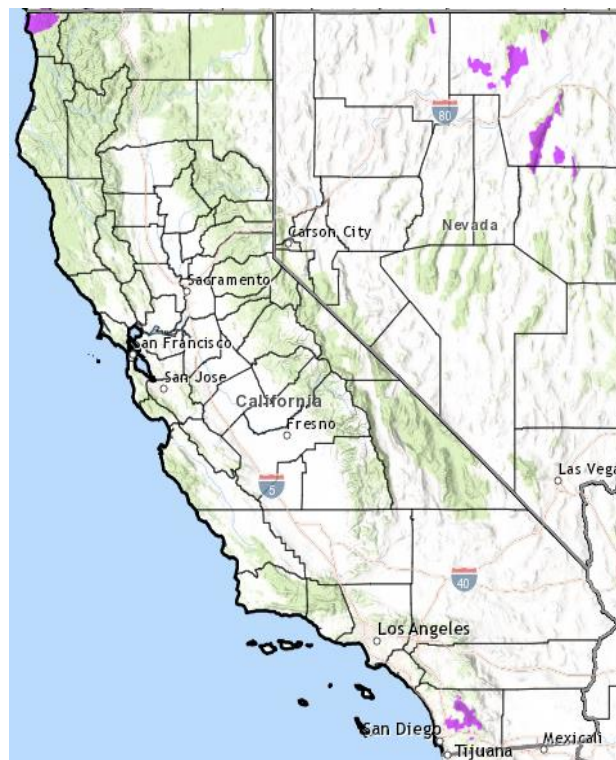 80
Nevada
Carson City
Sacramento
San Francisco
San Jose
California
Fresno
Las Vega
5
40
Los Angeles
San Diego
Mexicali
Tijuana